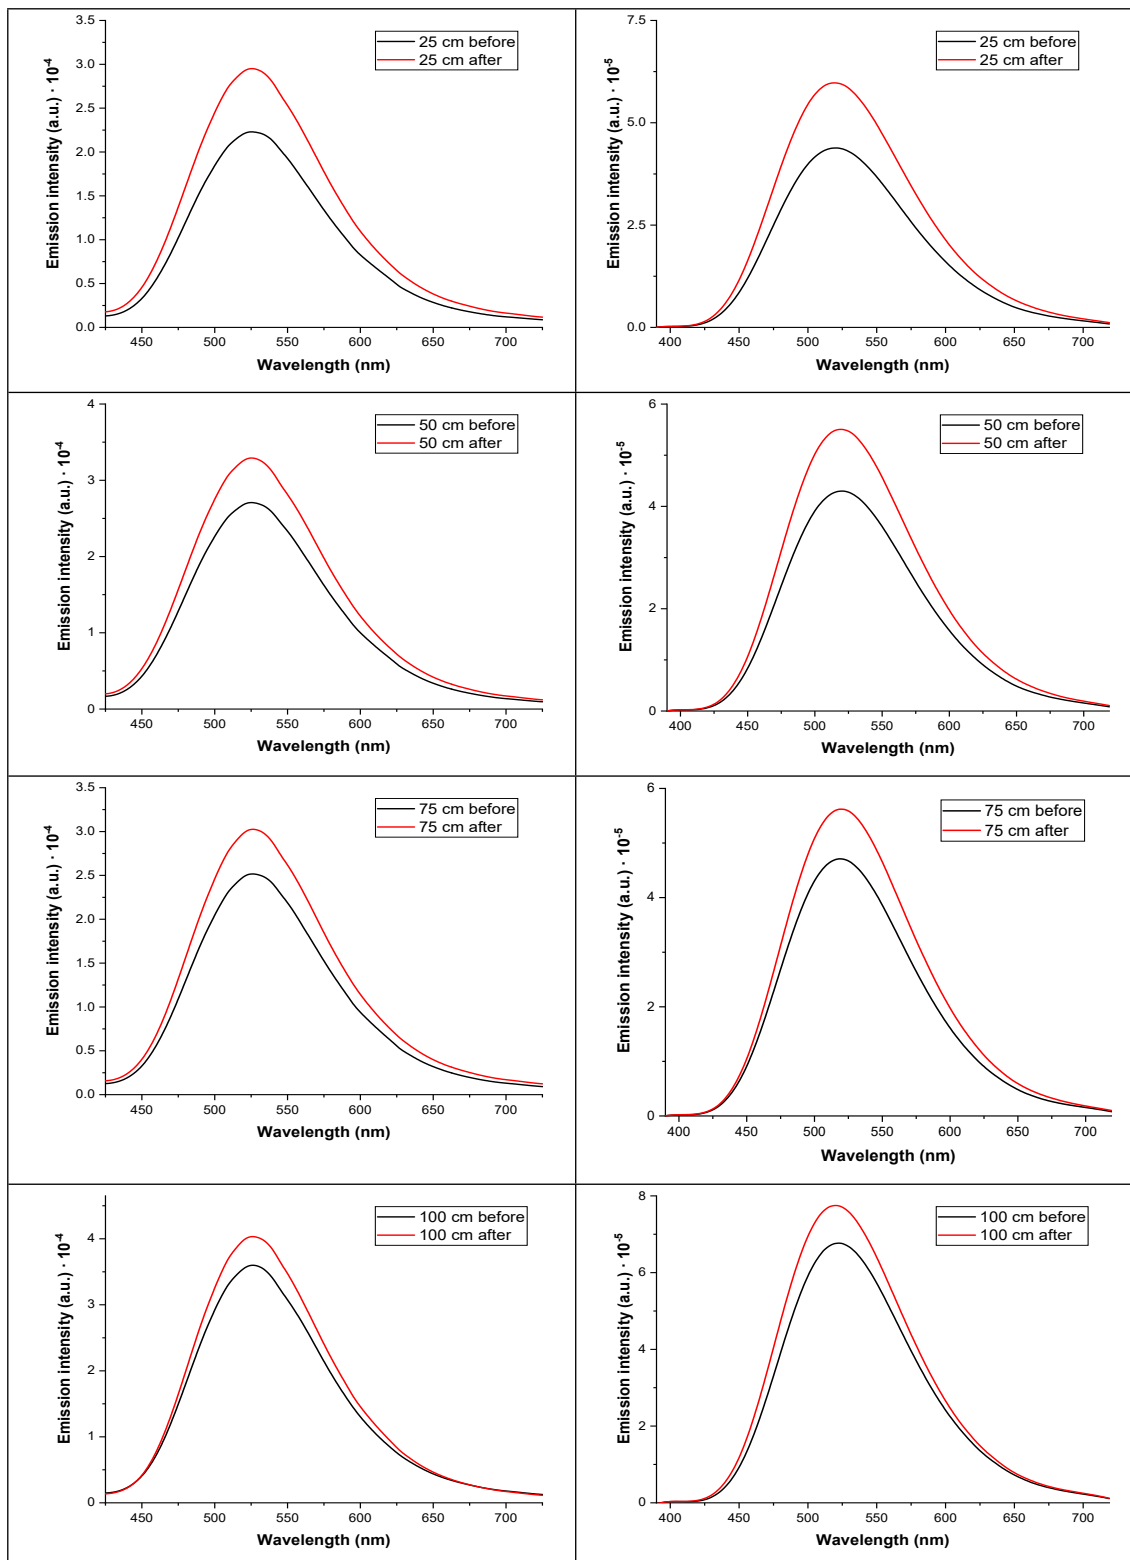 3.5
3.0
2.5
2.0
1.5
1.0
0.5
0.0
Emission intensity (a.u.) · 10⁻⁴
25 cm before
25 cm after
450 500 550 600 650 700
Wavelength (nm)
7.5
5.0
2.5
0.0
Emission intensity (a.u.) · 10⁻⁵
25 cm before
25 cm after
400 450 500 550 600 650 700
Wavelength (nm)
4
3
2
1
0
Emission intensity (a.u.) · 10⁻⁴
50 cm before
50 cm after
450 500 550 600 650 700
Wavelength (nm)
6
4
2
0
Emission intensity (a.u.) · 10⁻⁵
50 cm before
50 cm after
400 450 500 550 600 650 700
Wavelength (nm)
3.5
3.0
2.5
2.0
1.5
1.0
0.5
0.0
Emission intensity (a.u.) · 10⁻⁴
75 cm before
75 cm after
450 500 550 600 650 700
Wavelength (nm)
6
4
2
0
Emission intensity (a.u.) · 10⁻⁵
75 cm before
75 cm after
400 450 500 550 600 650 700
Wavelength (nm)
4
3
2
1
0
Emission intensity (a.u.) · 10⁻⁴
100 cm before
100 cm after
450 500 550 600 650 700
Wavelength (nm)
8
6
4
2
0
Emission intensity (a.u.) · 10⁻⁵
100 cm before
100 cm after
400 450 500 550 600 650 700
Wavelength (nm)